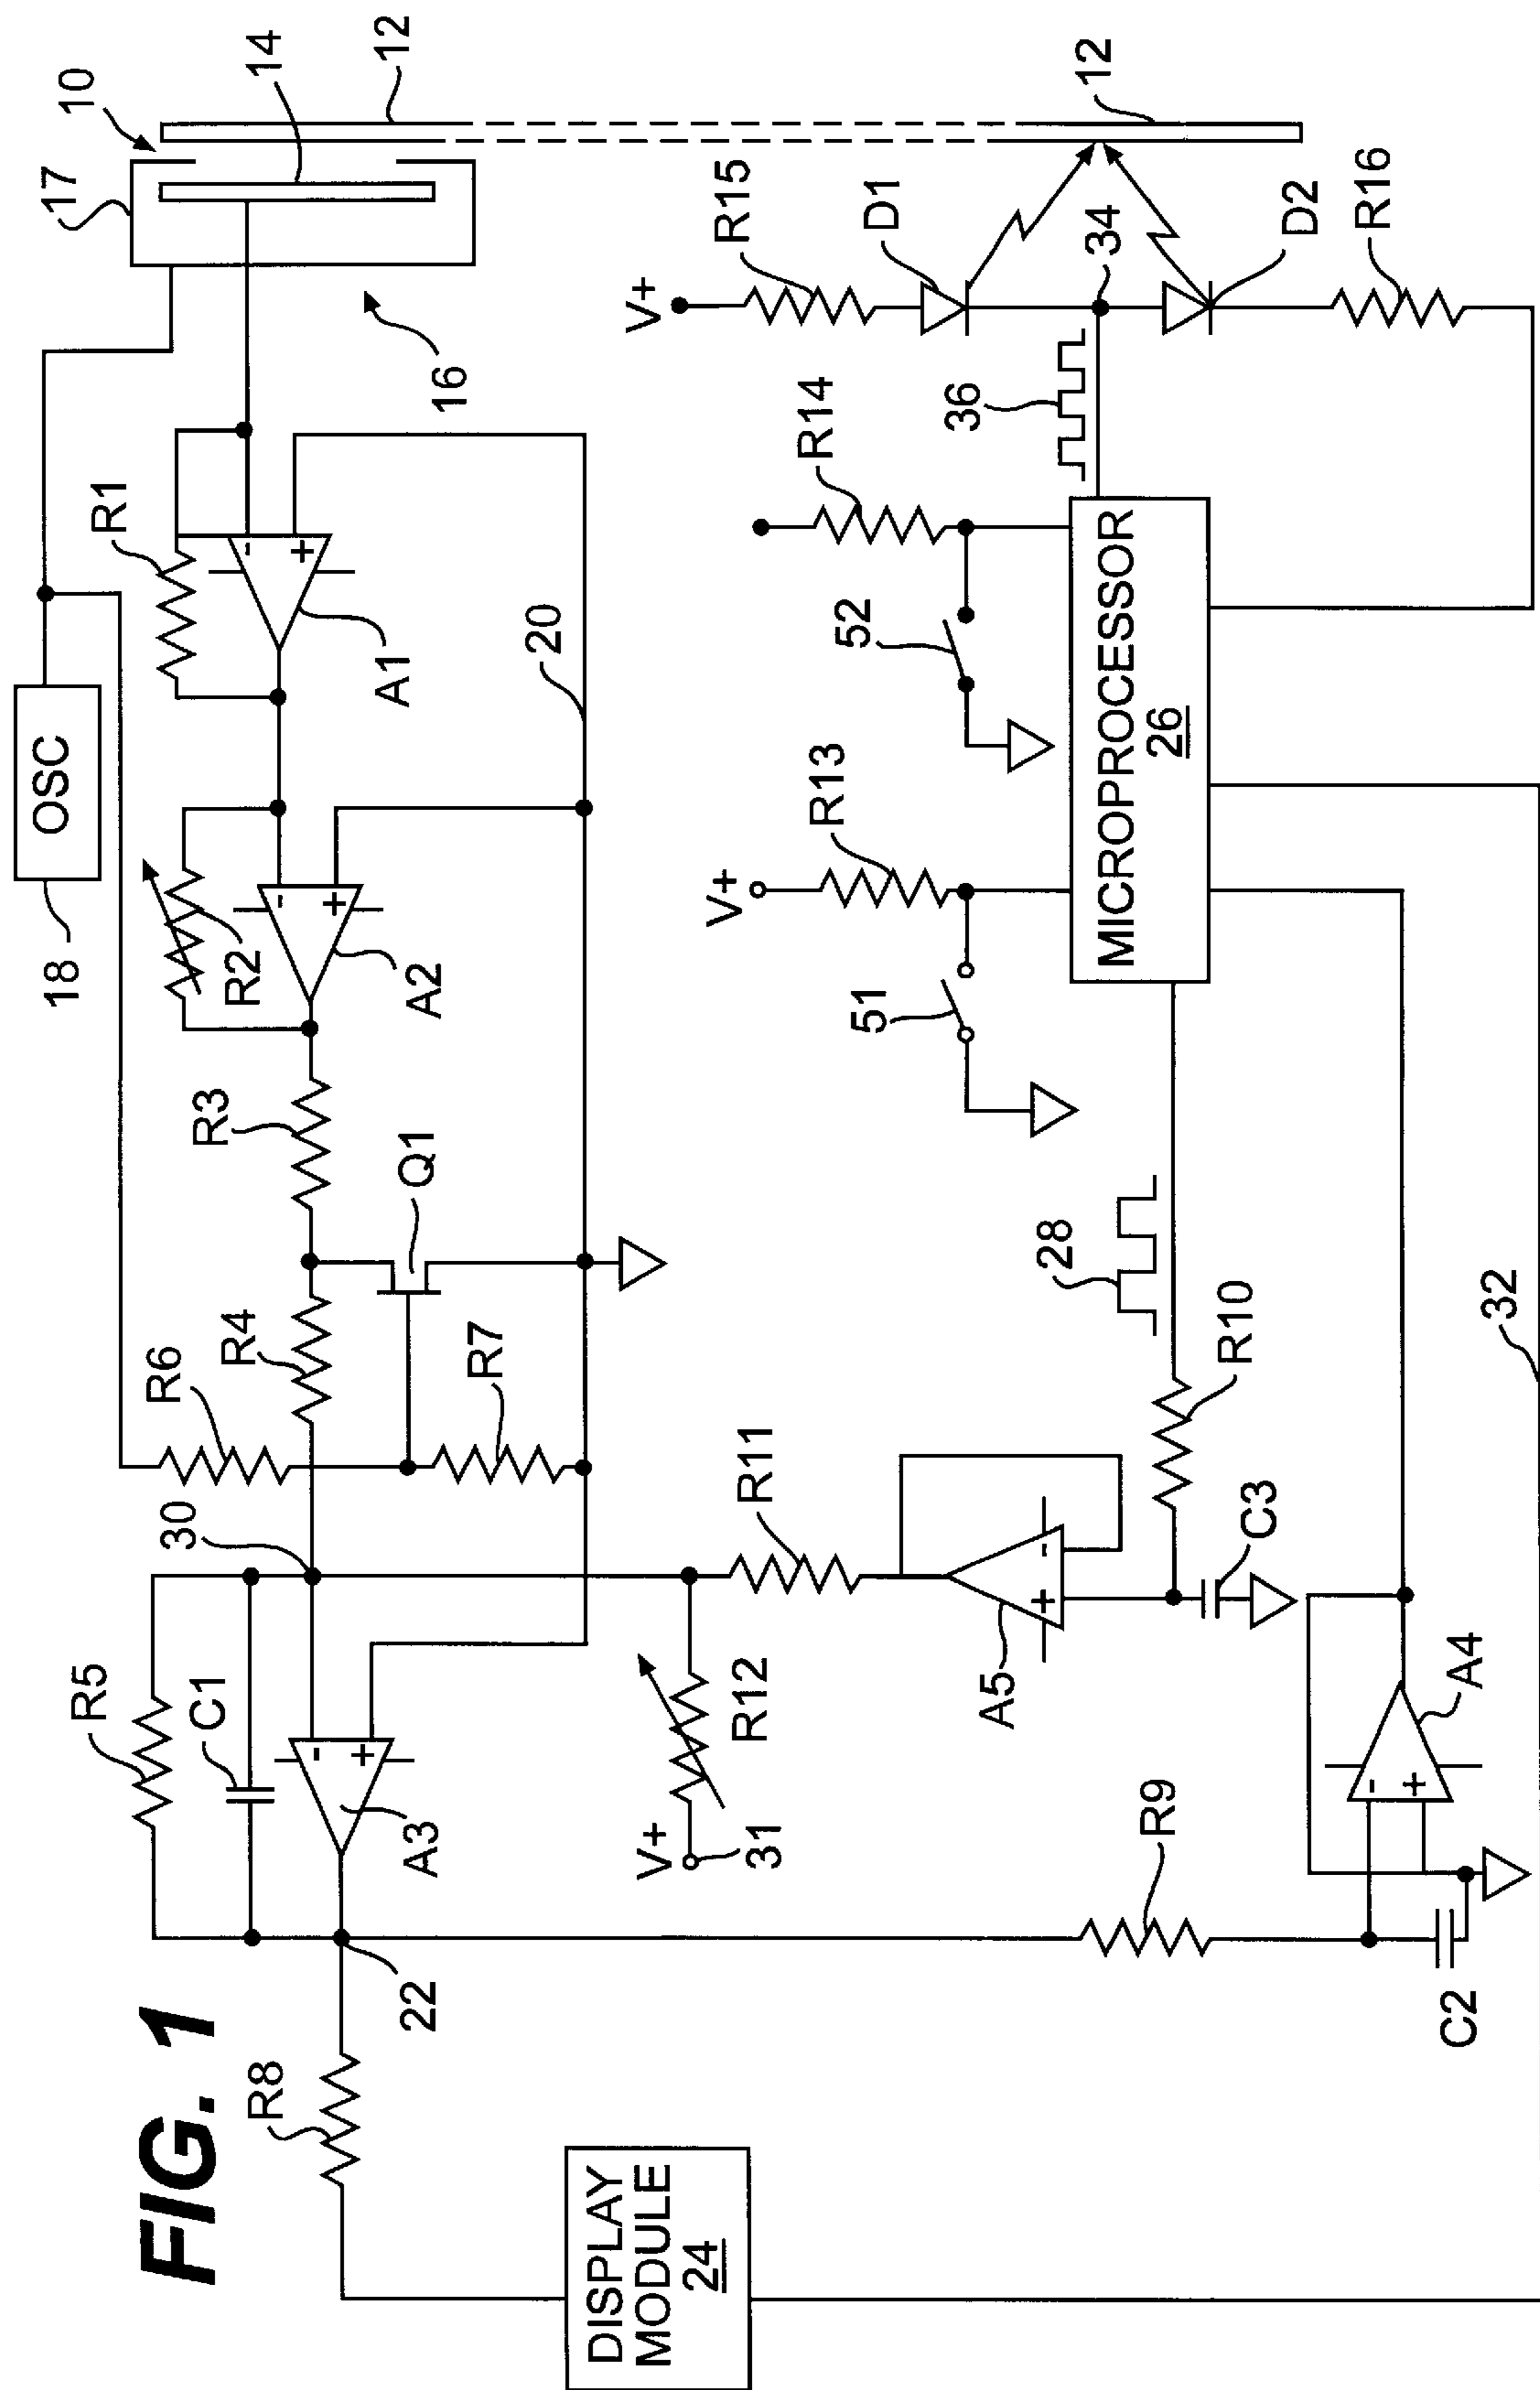 FIG. 1
10
17
14
12
16
18
OSC
R1
A1
R2
A2
20
R3
Q1
R4
R6
R7
30
R5
C1
A3
22
R8
DISPLAY
MODULE
24
V+
31
R12
R11
A5
R10
C3
28
R9
C2
A4
32
V+
51
R13
52
R14
MICROPROCESSOR
26
36
34
V+
R15
D1
D2
R16
12
-
+
-
+
-
+
-
+
-
+